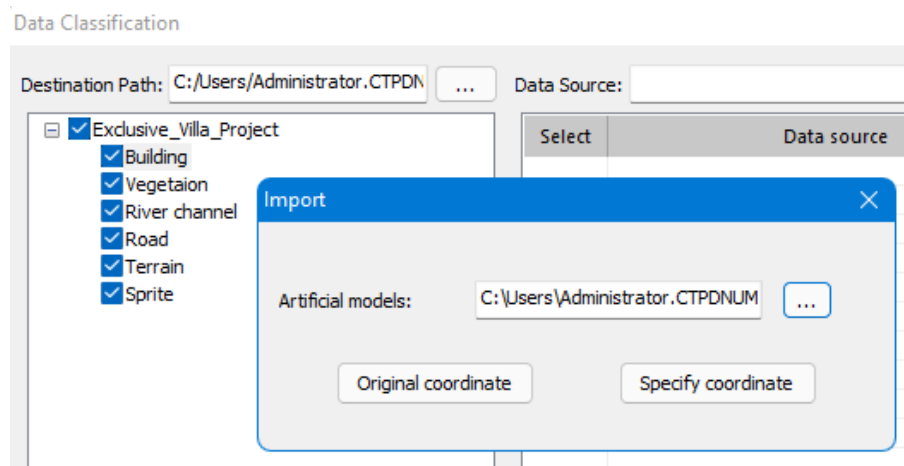 Data Classification
Destination Path: C:/Users/Administrator.CTPDN ... Data Source:
Exclusive_Villa_Project
Select Data source
Building
Vegetaion
Import
River channel
Road
Terrain
Sprite
Artificial models: C:\Users\Administrator.CTPDNUM ...
Original coordinate Specify coordinate